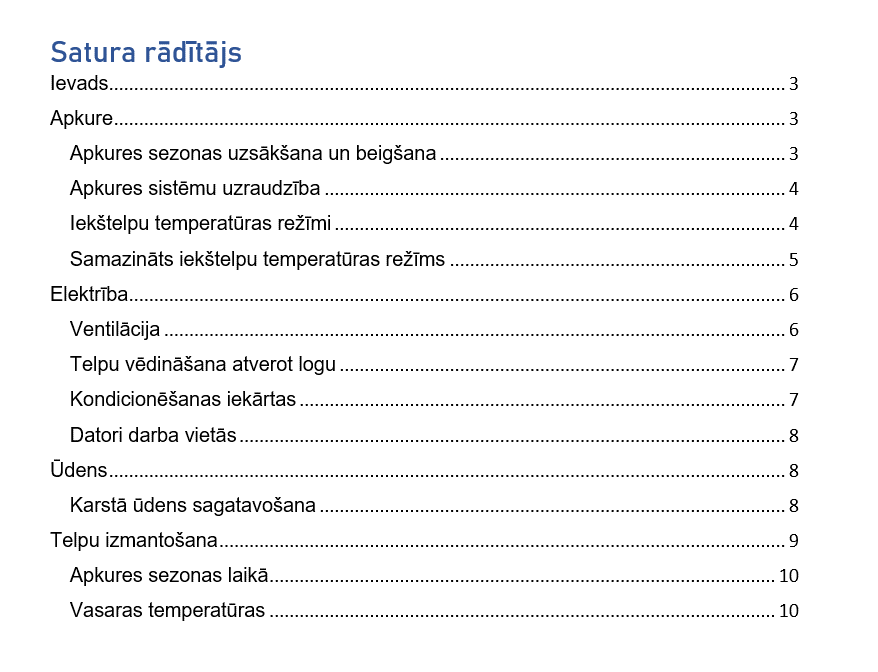 Satura rādītājs
Ievads 3
Apkure 3
Apkures sezonas uzsākšana un beigšana 3
Apkures sistēmu uzraudzība 4
Iekštelpu temperatūras režīmi 4
Samazināts iekštelpu temperatūras režīms 5
Elektrība 6
Ventilācija 6
Telpu vēdināšana atverot logu 7
Kondicionēšanas iekārtas 7
Datori darba vietās 8
Ūdens 8
Karstā ūdens sagatavošana 8
Telpu izmantošana 9
Apkures sezonas laikā 10
Vasaras temperatūras 10